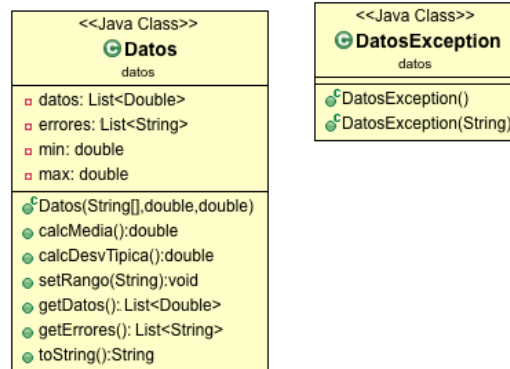 <<Java Class>>
Datos
datos
datos: List<Double>
errores: List<String>
min: double
max: double
Datos(String[],double,double)
calcMedia():double
calcDesvTipica():double
setRango(String):void
getDatos(): List<Double>
getErrores(): List<String>
toString():String
<<Java Class>>
DatosException
datos
DatosException()
DatosException(String)